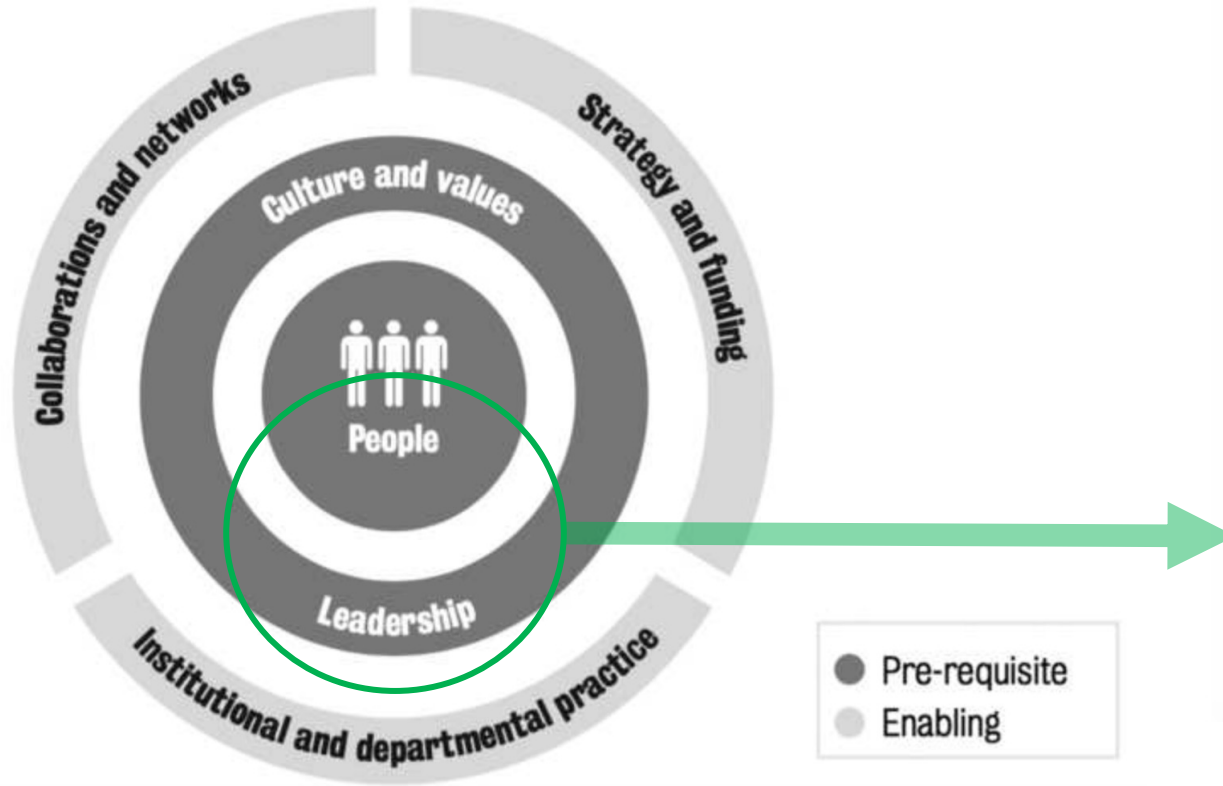 Collaborations and networks
Strategy and funding
Culture and values
People
Leadership
Institutional and departmental practice
Pre-requisite
Enabling